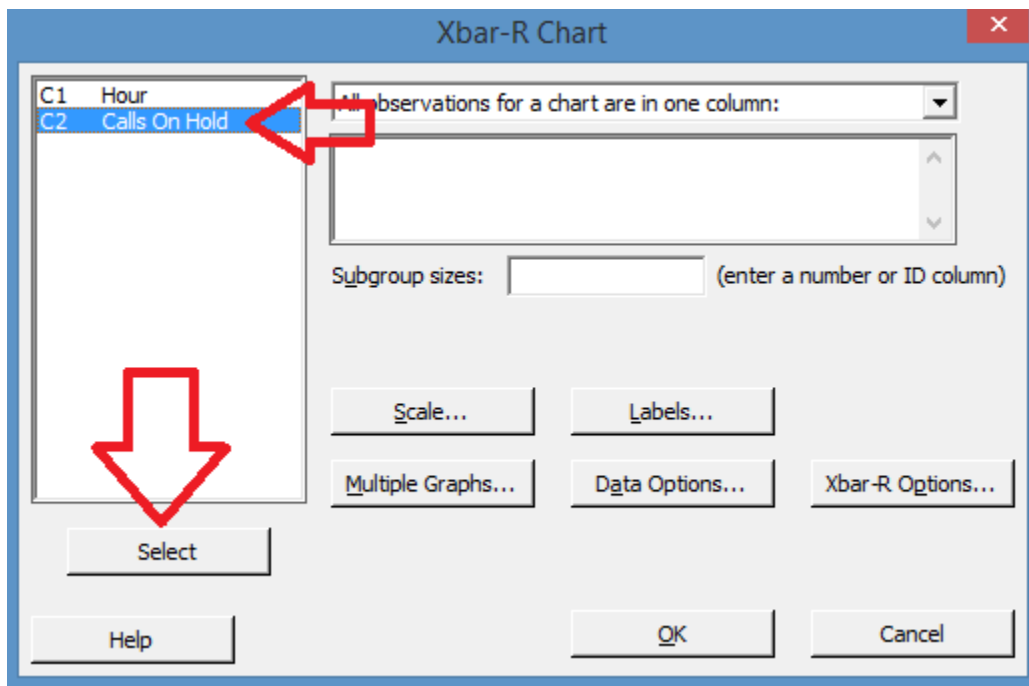 Xbar-R Chart
C1 Hour
C2 Calls On Hold
All observations for a chart are in one column:
Subgroup sizes:
(enter a number or ID column)
Scale...
Labels...
Multiple Graphs...
Data Options...
Xbar-R Options...
Select
Help
OK
Cancel